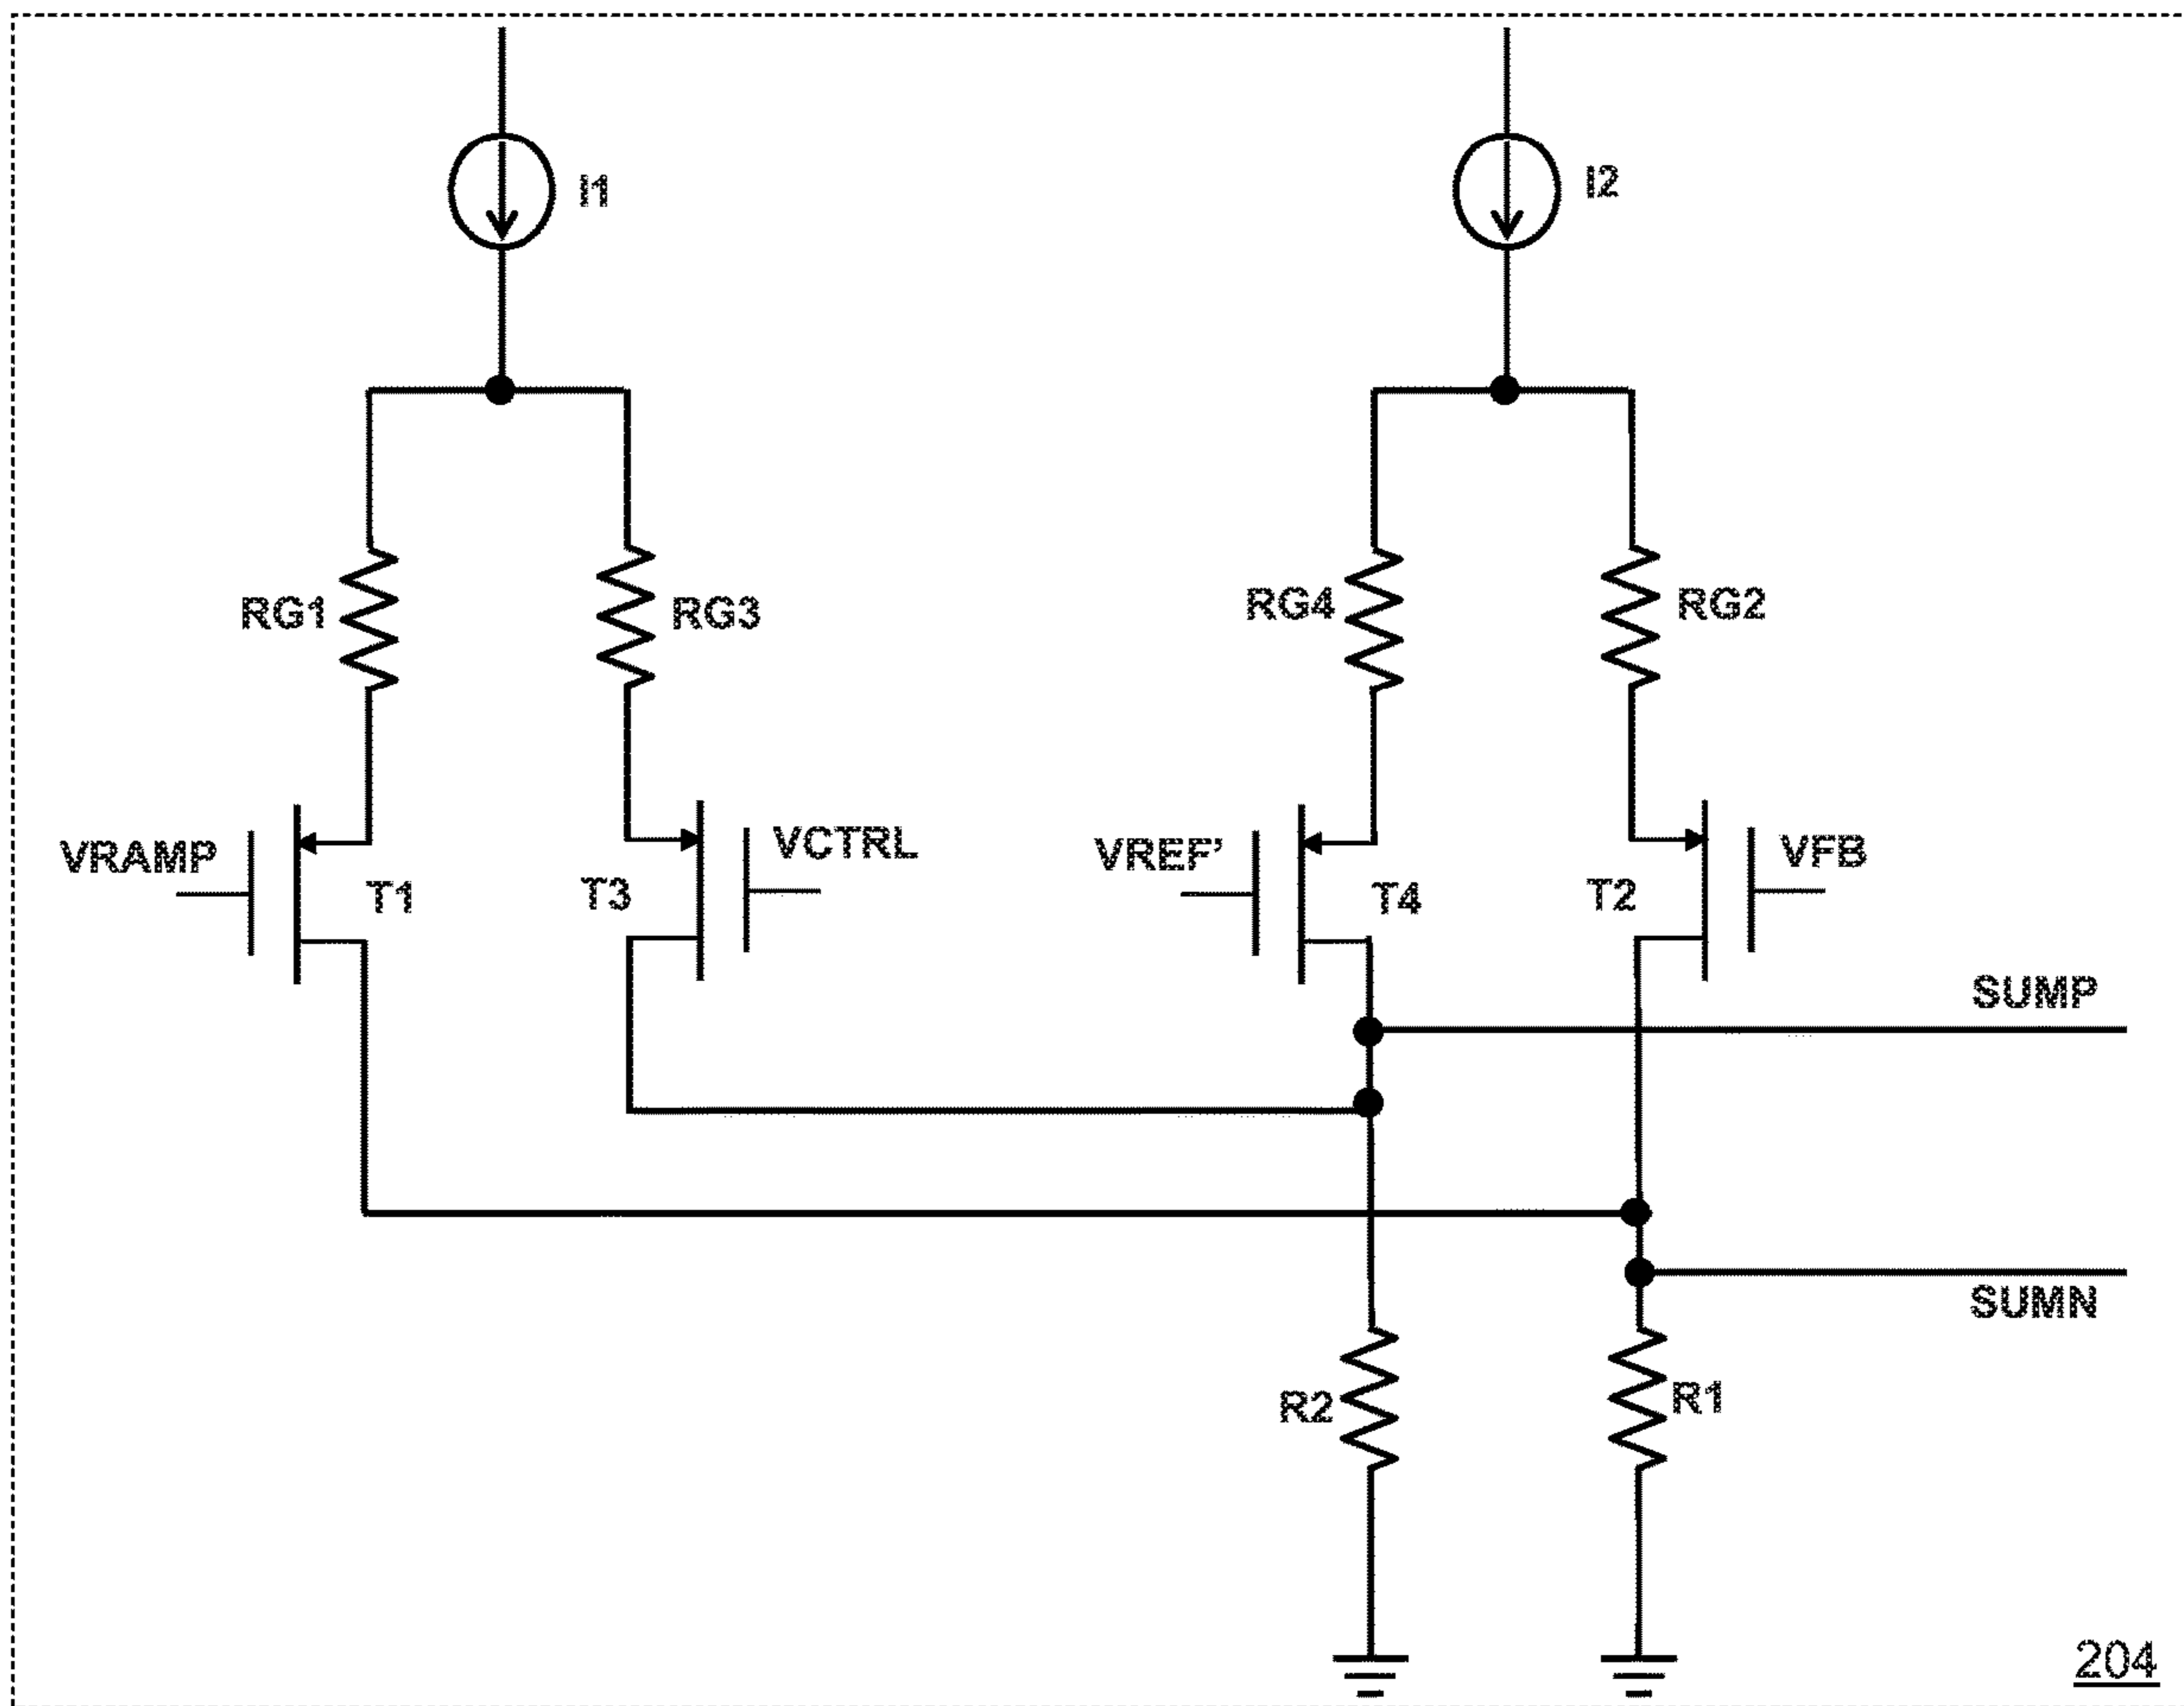 I1
I2
RG1
RG3
RG4
RG2
VRAMP
T1
T3
VCTRL
VREF’
T4
T2
VFB
SUMP
SUMN
R2
R1
204